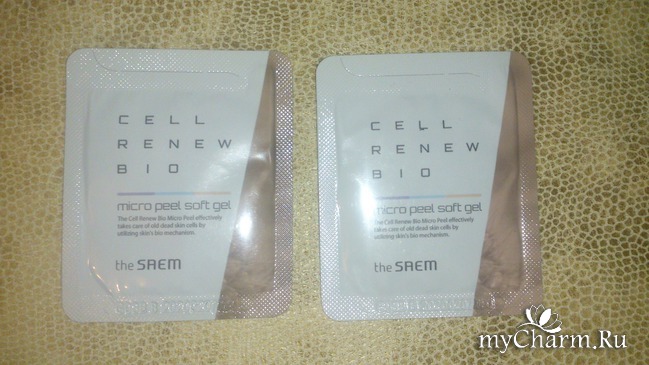 CELL
RENEW
BIO
micro peel soft gel
The Cell Renew Bio Micro Peel effectively
takes care of old dead skin cells by
utilizing skin's bio mechanism.
the SAEM
CELL
RENEW
BIO
micro peel soft gel
The Cell Renew Bio Micro Peel effectively
takes care of old dead skin cells by
utilizing skin's bio mechanism.
the SAEM
myCharm.Ru